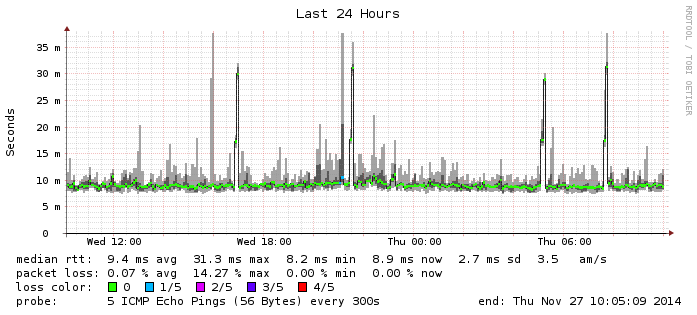 Last 24 Hours
RRDTOOL / TOBI OETIKER
Seconds
35 m
30 m
25 m
20 m
15 m
10 m
5 m
0
Wed 12:00 Wed 18:00 Thu 00:00 Thu 06:00
median rtt: 9.4 ms avg 31.3 ms max 8.2 ms min 8.9 ms now 2.7 ms sd 3.5 am/s
packet loss: 0.07 % avg 14.27 % max 0.00 % min 0.00 % now
loss color: 0 1/5 2/5 3/5 4/5
probe: 5 ICMP Echo Pings (56 Bytes) every 300s end: Thu Nov 27 10:05:09 2014